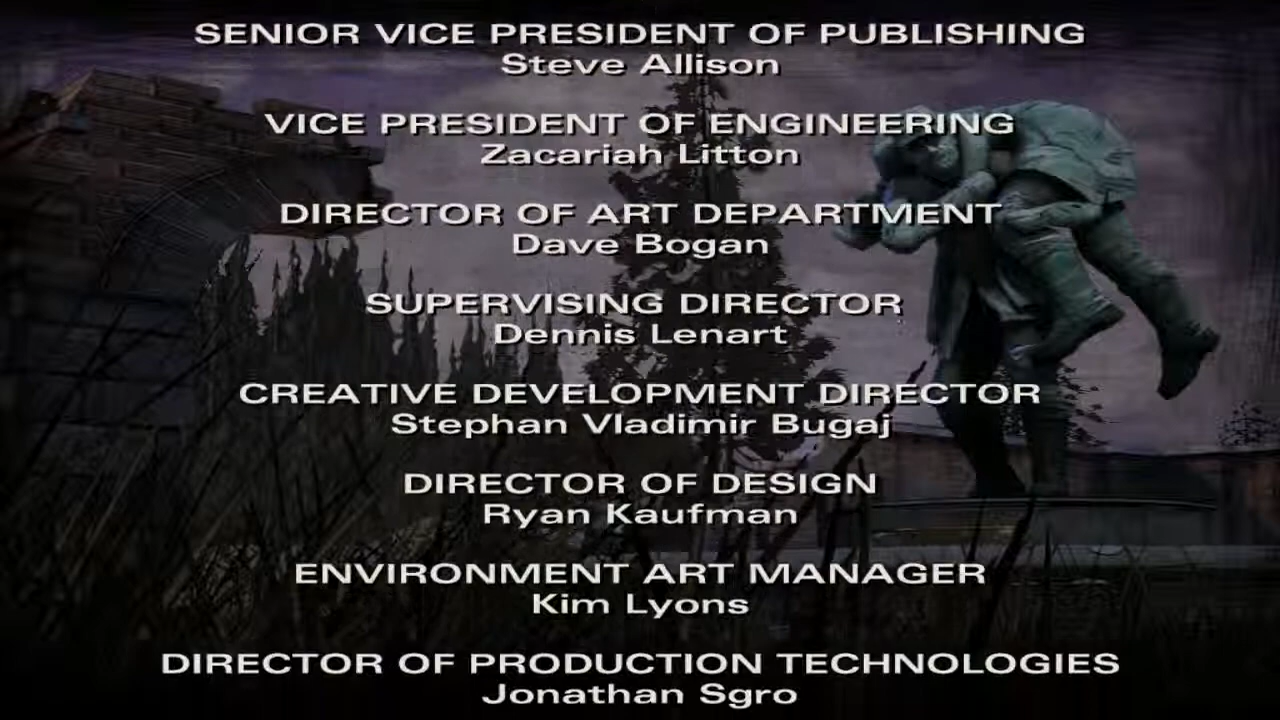 SENIOR VICE PRESIDENT OF PUBLISHING
Steve Allison
VICE PRESIDENT OF ENGINEERING
Zacariah Litton
DIRECTOR OF ART DEPARTMENT
Dave Bogan
SUPERVISING DIRECTOR
Dennis Lenart
CREATIVE DEVELOPMENT DIRECTOR
Stephan Vladimir Bugaj
DIRECTOR OF DESIGN
Ryan Kaufman
ENVIRONMENT ART MANAGER
Kim Lyons
DIRECTOR OF PRODUCTION TECHNOLOGIES
Jonathan Sgro